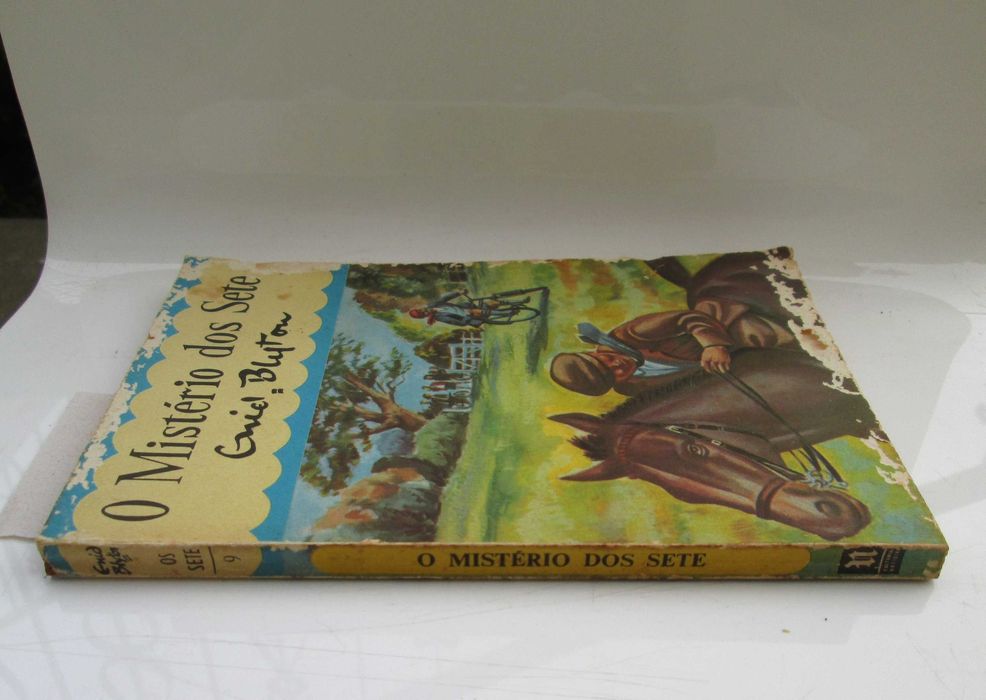 O Mistério dos Sete
Enid Blyton
Enid
Blyton
OS
SETE
9
O MISTÉRIO DOS SETE
n